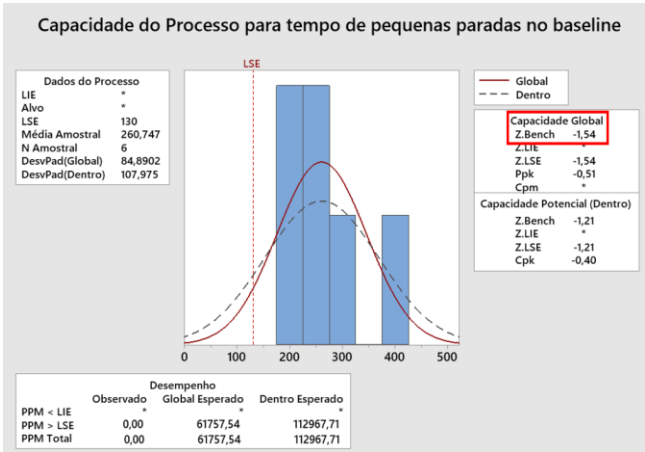 Capacidade do Processo para tempo de pequenas paradas no baseline
LSE
Dados do Processo
LIE *
Alvo *
LSE 130
Média Amostral 260,747
N Amostral 6
DesvPad(Global) 84,8902
DesvPad(Dentro) 107,975
Global
Dentro
Capacidade Global
Z.Bench -1,54
Z.LIE *
Z.LSE -1,54
Ppk -0,51
Cpm *
Capacidade Potencial (Dentro)
Z.Bench -1,21
Z.LIE *
Z.LSE -1,21
Cpk -0,40
0 100 200 300 400 500
Desempenho
Observado Global Esperado Dentro Esperado
PPM < LIE * * *
PPM > LSE 0,00 61757,54 112967,71
PPM Total 0,00 61757,54 112967,71